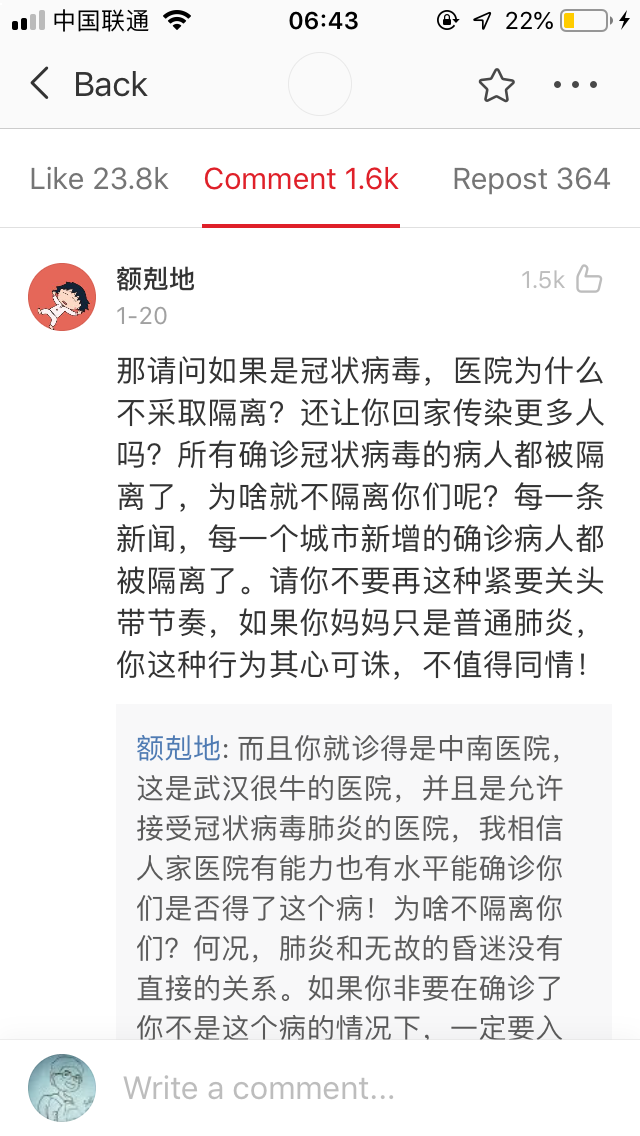 中国联通 06:43 22%
Back
Like 23.8k Comment 1.6k Repost 364
额剋地 1.5k
1-20
那请问如果是冠状病毒，医院为什么
不采取隔离？还让你回家传染更多人
吗？所有确诊冠状病毒的病人都被隔
离了，为啥就不隔离你们呢？每一条
新闻，每一个城市新增的确诊病人都
被隔离了。请你不要再这种紧要关头
带节奏，如果你妈妈只是普通肺炎，
你这种行为其心可诛，不值得同情！
额剋地: 而且你就诊得是中南医院，
这是武汉很牛的医院，并且是允许
接受冠状病毒肺炎的医院，我相信
人家医院有能力也有水平能确诊你
们是否得了这个病！为啥不隔离你
们？何况，肺炎和无故的昏迷没有
直接的关系。如果你非要在确诊了
你不是这个病的情况下，一定要入
Write a comment...